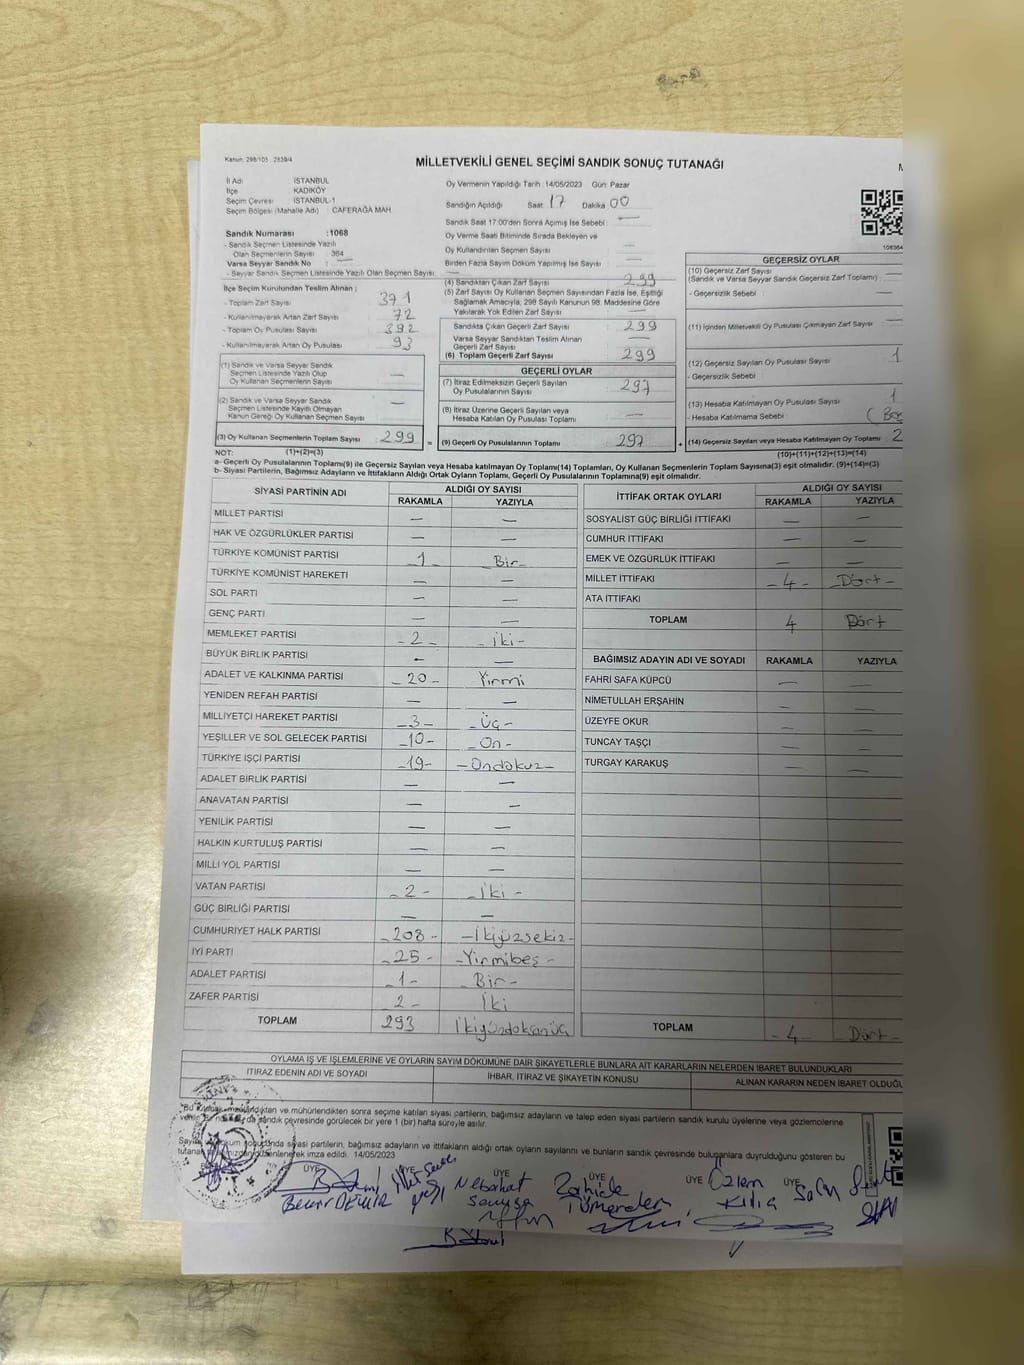 Kanun: 298/105 : 2839/4
MİLLETVEKİLİ GENEL SEÇİMİ SANDIK SONUÇ TUTANAĞI
İl Adı : İSTANBUL
İlçe : KADIKÖY
Seçim Çevresi : İSTANBUL-1
Seçim Bölgesi (Mahalle Adı) : CAFERAĞA MAH.
Sandık Numarası :1068
- Sandık Seçmen Listesinde Yazılı
Olan Seçmenlerin Sayısı : 364
Varsa Seyyar Sandık No :
- Seyyar Sandık Seçmen Listesinde Yazılı Olan Seçmen Sayısı: —
İlçe Seçim Kurulundan Teslim Alınan ;
- Toplam Zarf Sayısı 371
- Kullanılmayarak Artan Zarf Sayısı : 72
- Toplam Oy Pusulası Sayısı : 392
- Kullanılmayarak Artan Oy Pusulası 93
(1) Sandık ve Varsa Seyyar Sandık
Seçmen Listesinde Yazılı Olup
Oy Kullanan Seçmenlerin Sayısı —
(2) Sandık ve Varsa Seyyar Sandık
Seçmen Listesinde Kayıtlı Olmayan
Kanun Gereği Oy Kullanan Seçmen Sayısı —
(3) Oy Kullanan Seçmenlerin Toplam Sayısı 299
(1)+(2)=(3)
Oy Vermenin Yapıldığı Tarih : 14/05/2023 Gün: Pazar
Sandığın Açıldığı Saat 17 Dakika 00
Sandık Saat 17:00'den Sonra Açılmış İse Sebebi : —
Oy Verme Saati Bitiminde Sırada Bekleyen ve
Oy Kullandırılan Seçmen Sayısı —
Birden Fazla Sayım Döküm Yapılmış İse Sayısı —
(4) Sandıktan Çıkan Zarf Sayısı 299
(5) Zarf Sayısı Oy Kullanan Seçmen Sayısından Fazla İse, Eşitliği
Sağlamak Amacıyla, 298 Sayılı Kanunun 98. Maddesine Göre
Yakılarak Yok Edilen Zarf Sayısı —
Sandıkta Çıkan Geçerli Zarf Sayısı 299
Varsa Seyyar Sandıktan Teslim Alınan
Geçerli Zarf Sayısı —
(6) Toplam Geçerli Zarf Sayısı 299
GEÇERLİ OYLAR
(7) İtiraz Edilmeksizin Geçerli Sayılan
Oy Pusulalarının Sayısı 297
(8) İtiraz Üzerine Geçerli Sayılan veya
Hesaba Katılan Oy Pusulası Toplamı —
= (9) Geçerli Oy Pusulalarının Toplamı 297
GEÇERSİZ OYLAR
(10) Geçersiz Zarf Sayısı
(Sandık ve Varsa Sandık Geçersiz Zarf Toplamı) : —
- Geçersizlik Sebebi : —
(11) İçinden Milletvekili Oy Pusulası Çıkmayan Zarf Sayısı —
(12) Geçersiz Sayılan Oy Pusulası Sayısı 1
- Geçersizlik Sebebi
(13) Hesaba Katılmayan Oy Pusulası Sayısı 1
- Hesaba Katılmama Sebebi :
+ (14) Geçersiz Sayılan veya Hesaba Katılmayan Oy Toplamı 2
(10)+(11)+(12)+(13)=(14)
NOT:
a- Geçerli Oy Pusulalarının Toplamı(9) ile Geçersiz Sayılan veya Hesaba katılmayan Oy Toplamı(14) Toplamları, Oy Kullanan Seçmenlerin Toplam Sayısına(3) eşit olmalıdır. (9)+(14)=(3)
b- Siyasi Partilerin, Bağımsız Adayların ve İttifakların Aldığı Ortak Oyların Toplamı, Geçerli Oy Pusulalarının Toplamına(9) eşit olmalıdır.
SİYASİ PARTİNİN ADI ALDIĞI OY SAYISI
RAKAMLA YAZIYLA
MİLLET PARTİSİ — —
HAK VE ÖZGÜRLÜKLER PARTİSİ — —
TÜRKİYE KOMÜNİST PARTİSİ -1- Bir-
TÜRKİYE KOMÜNİST HAREKETİ — —
SOL PARTİ — —
GENÇ PARTİ — —
MEMLEKET PARTİSİ -2- -iki-
BÜYÜK BİRLİK PARTİSİ — —
ADALET VE KALKINMA PARTİSİ -20- Yirmi
YENİDEN REFAH PARTİSİ — —
MİLLİYETÇİ HAREKET PARTİSİ -3- -Üç-
YEŞİLLER VE SOL GELECEK PARTİSİ -10- -On-
TÜRKİYE İŞÇİ PARTİSİ -19- -Ondokuz-
ADALET BİRLİK PARTİSİ — —
ANAVATAN PARTİSİ — —
YENİLİK PARTİSİ — —
HALKIN KURTULUŞ PARTİSİ — —
MİLLİ YOL PARTİSİ — —
VATAN PARTİSİ -2- -İki-
GÜÇ BİRLİĞİ PARTİSİ — —
CUMHURİYET HALK PARTİSİ -208- -İkiyüzsekiz-
İYİ PARTİ -25- -Yirmibeş-
ADALET PARTİSİ -1- -Bir-
ZAFER PARTİSİ -2- İki
TOPLAM 293 İkiyüzdoksanüç
İTTİFAK ORTAK OYLARI ALDIĞI OY SAYISI
RAKAMLA YAZIYLA
SOSYALİST GÜÇ BİRLİĞİ İTTİFAKI — —
CUMHUR İTTİFAKI — —
EMEK VE ÖZGÜRLÜK İTTİFAKI — —
MİLLET İTTİFAKI -4- -Dört-
ATA İTTİFAKI
TOPLAM 4 Dört
BAĞIMSIZ ADAYIN ADI VE SOYADI RAKAMLA YAZIYLA
FAHRİ SAFA KÜPCÜ — —
NİMETULLAH ERŞAHİN — —
ÜZEYFE OKUR — —
TUNCAY TAŞÇI — —
TURGAY KARAKUŞ — —
TOPLAM -4- Dört-
OYLAMA İŞ VE İŞLEMLERİNE VE OYLARIN SAYIM DÖKÜMÜNE DAİR ŞİKAYETLERLE BUNLARA AİT KARARLARIN NELERDEN İBARET BULUNDUKLARI
İTİRAZ EDENİN ADI VE SOYADI İHBAR, İTİRAZ VE ŞİKAYETİN KONUSU ALINAN KARARIN NEDEN İBARET OLDUĞU
ve mühürlendikten sonra seçime katılan siyasi partilerin, bağımsız adayların ve talep eden siyasi partilerin sandık kurulu üyelerine veya gözlemcilerine
sandık çevresinde görülecek bir yere 1 (bir) hafta süreyle asılır.
siyasi partilerin, bağımsız adayların ve ittifakların aldığı ortak oyların sayılarını ve bunların sandık çevresinde bulunanlara duyrulduğunu gösteren bu
imza edildi. 14/05/2023
ÜYE ÜYE ÜYE ÜYE ÜYE ÜYE
Nebahat Zahide Özlem